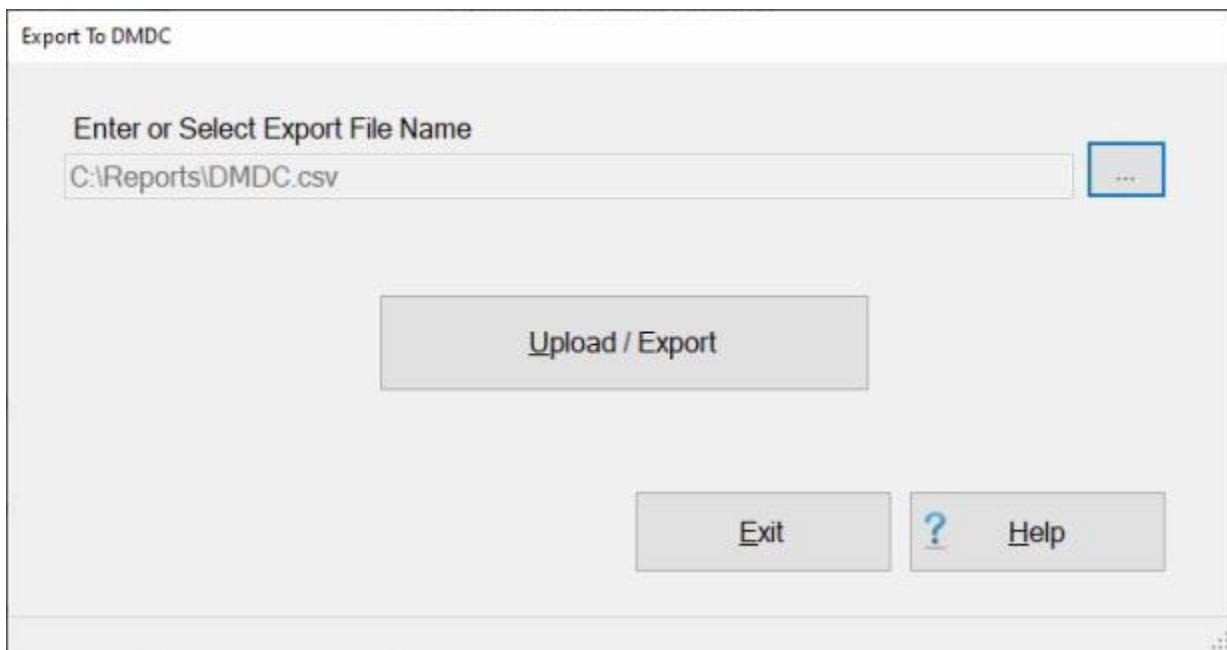 Export To DMDC
Enter or Select Export File Name
C:\Reports\DMDC.csv
...
Upload / Export
Exit
? Help